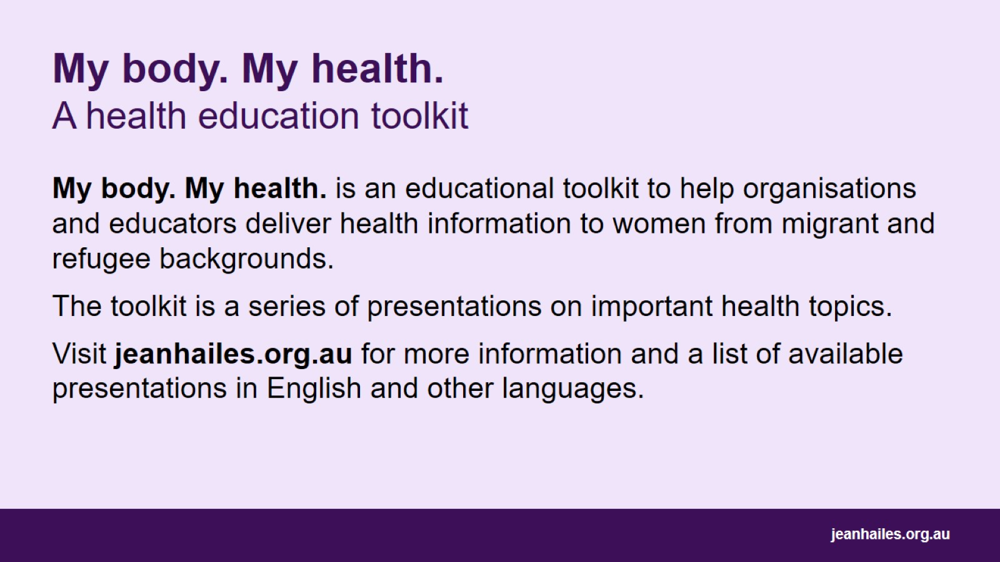 My body. My health.
A health education toolkit
My body. My health. is an educational toolkit to help organisations
and educators deliver health information to women from migrant and
refugee backgrounds.
The toolkit is a series of presentations on important health topics.
Visit jeanhailes.org.au for more information and a list of available
presentations in English and other languages.
jeanhailes.org.au